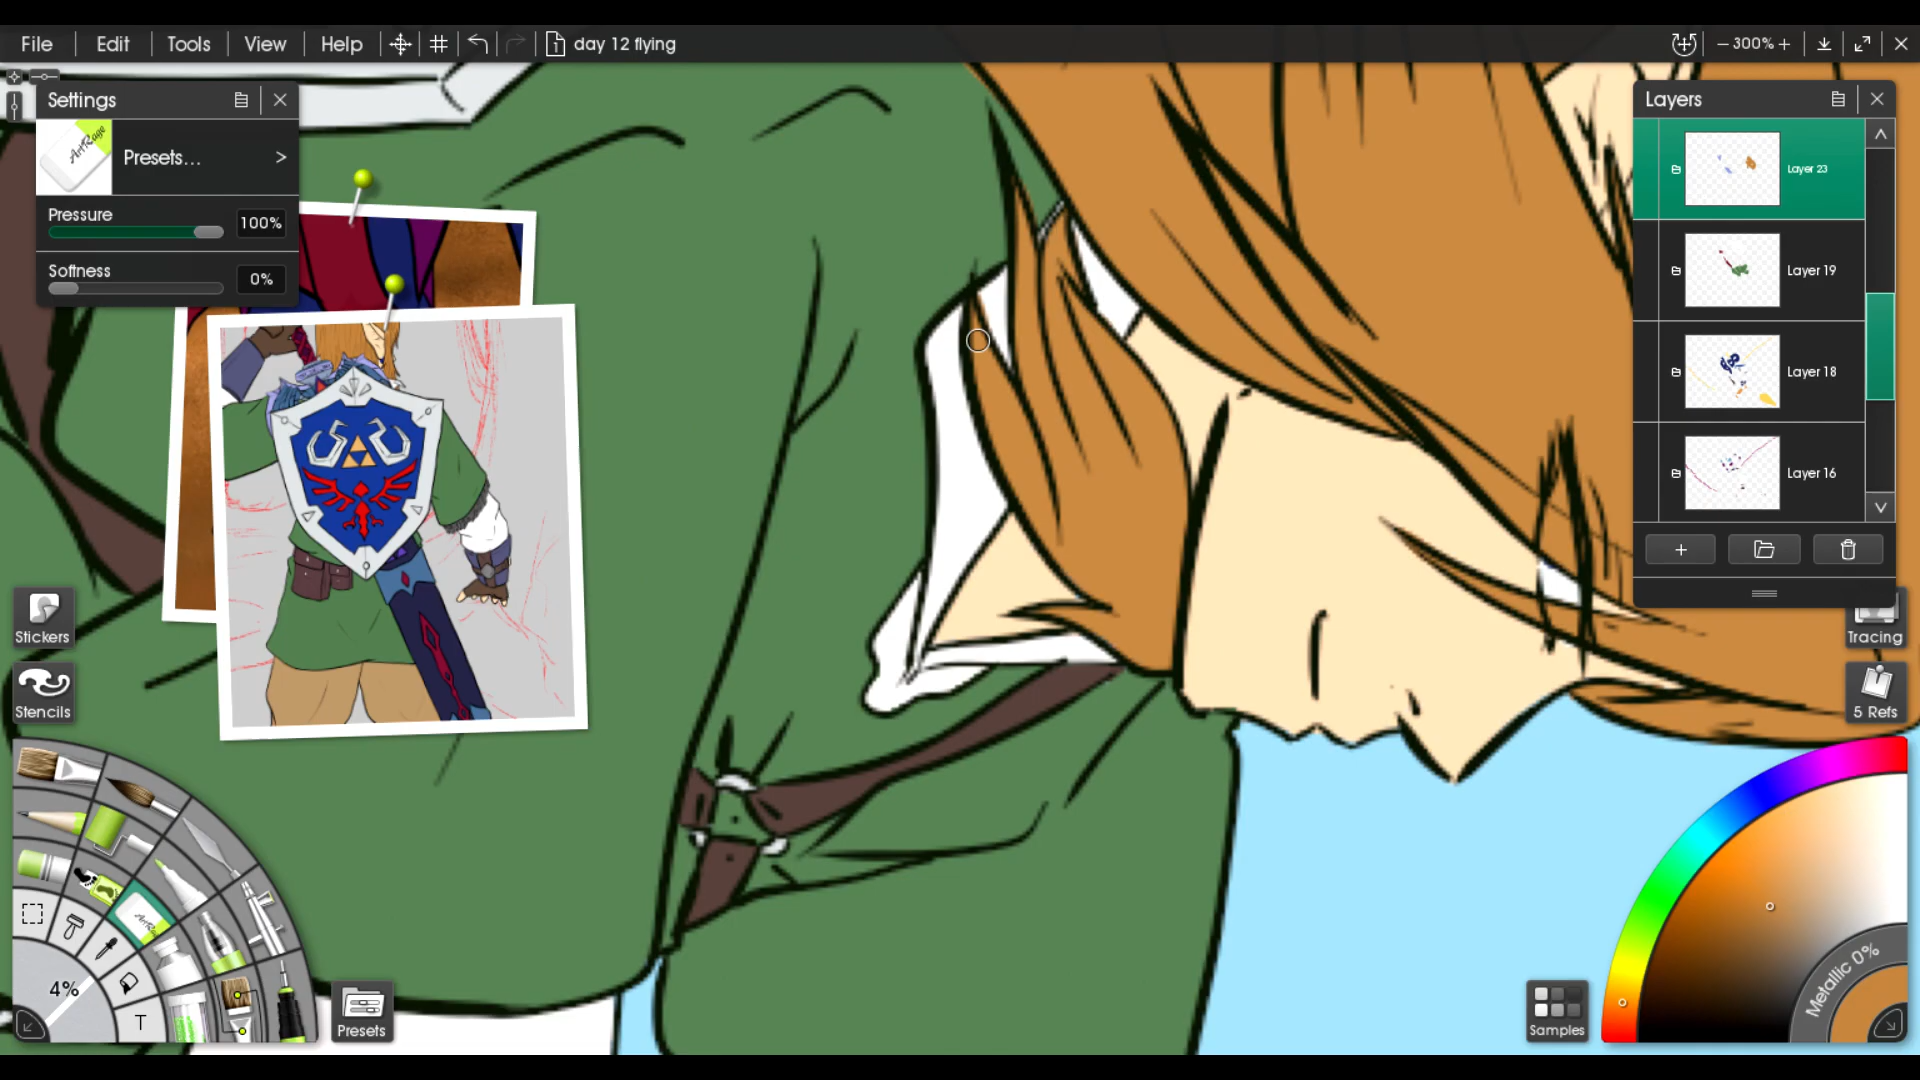 File
Edit
Tools
View
Help
day 12 flying
300%
Settings
ArtRage
Presets...
Pressure
100%
Softness
0%
Layers
Layer 23
Layer 19
Layer 18
Layer 16
Stickers
Stencils
Tracing
5 Refs
4%
T
Presets
Samples
Metallic 0%